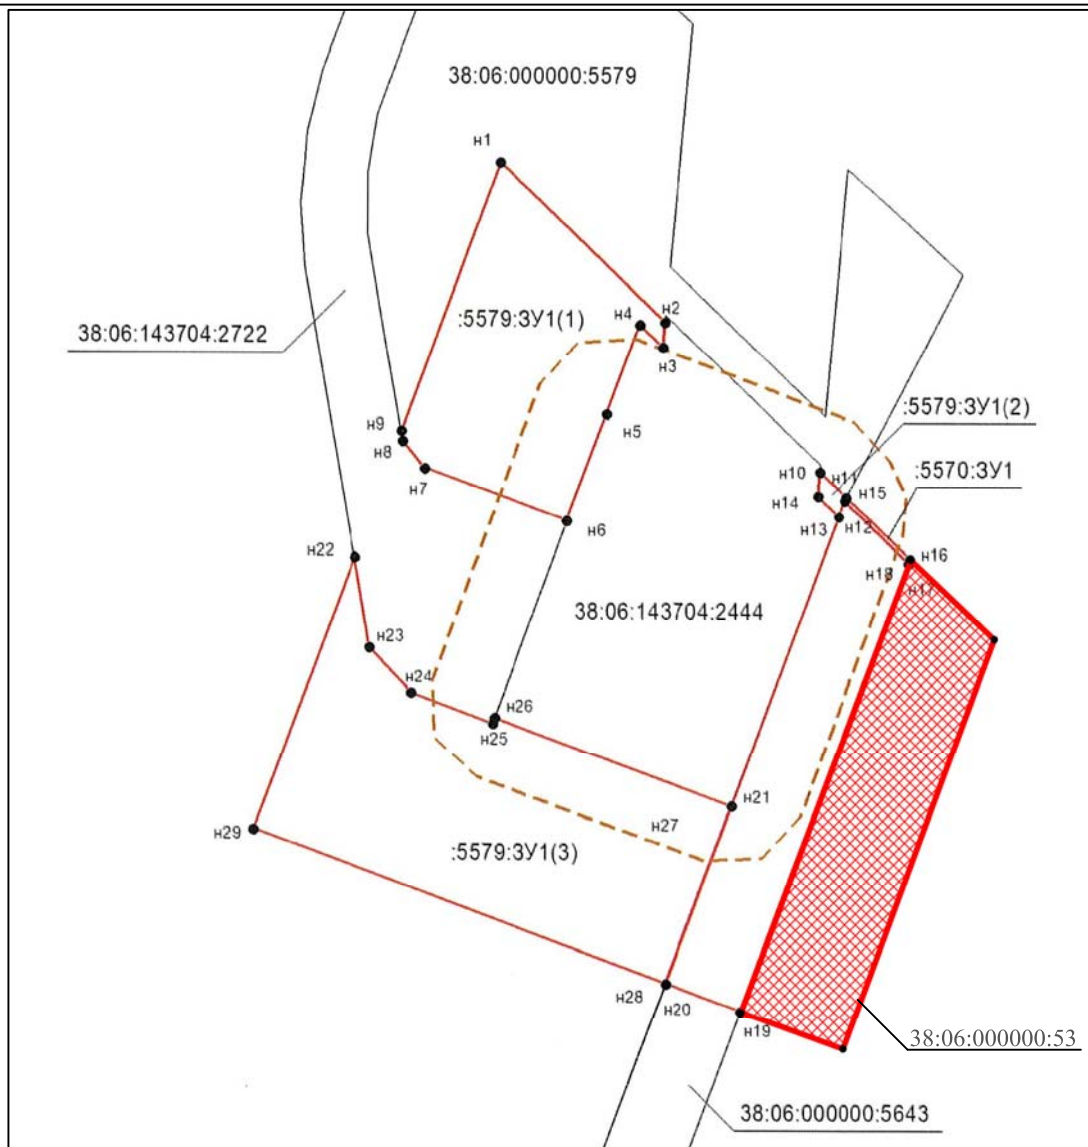 38:06:000000:5579
н1
н2
:5579:ЗУ1(1)
н4
38:06:143704:2722
н3
:5579:ЗУ1(2)
н5
н9
н8
:5570:ЗУ1
н10
н11
н7
н15
н14
н6
н13
н12
н22
н16
н18
н17
38:06:143704:2444
н23
н24
н26
н25
н21
н27
н29
:5579:ЗУ1(3)
н28
н20
н19
38:06:000000:53
38:06:000000:5643